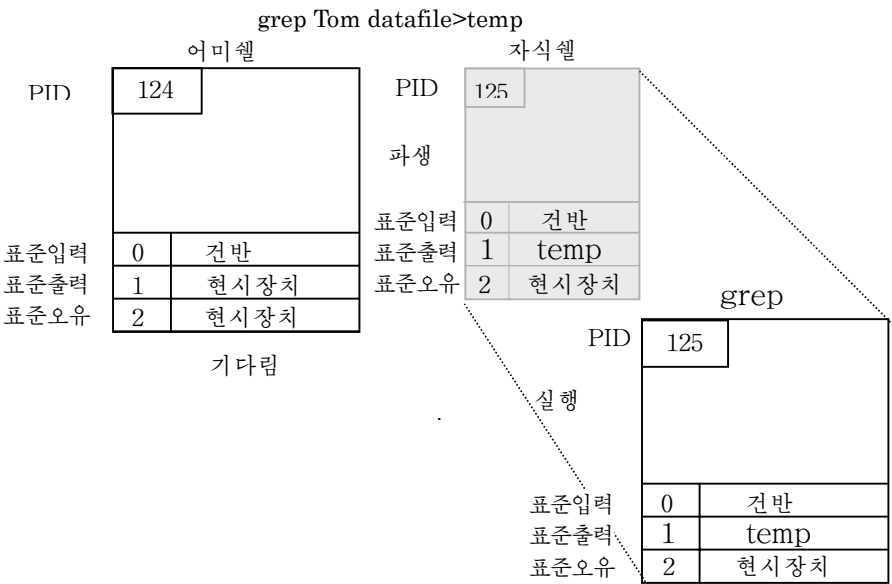 grep Tom datafile>temp
어미쉘
PID 124
표준입력 0 건반
표준출력 1 현시장치
표준오유 2 현시장치
기다림
자식쉘
PID 125
파생
표준입력 0 건반
표준출력 1 temp
표준오유 2 현시장치
실행
grep
PID 125
표준입력 0 건반
표준출력 1 temp
표준오유 2 현시장치